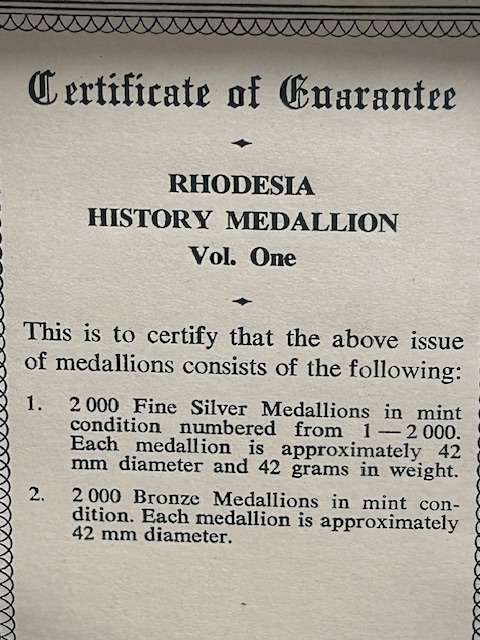 Certificate of Guarantee
RHODESIA
HISTORY MEDALLION
Vol. One
This is to certify that the above issue
of medallions consists of the following:
1. 2 000 Fine Silver Medallions in mint
condition numbered from 1 — 2 000.
Each medallion is approximately 42
mm diameter and 42 grams in weight.
2. 2 000 Bronze Medallions in mint con-
dition. Each medallion is approximately
42 mm diameter.